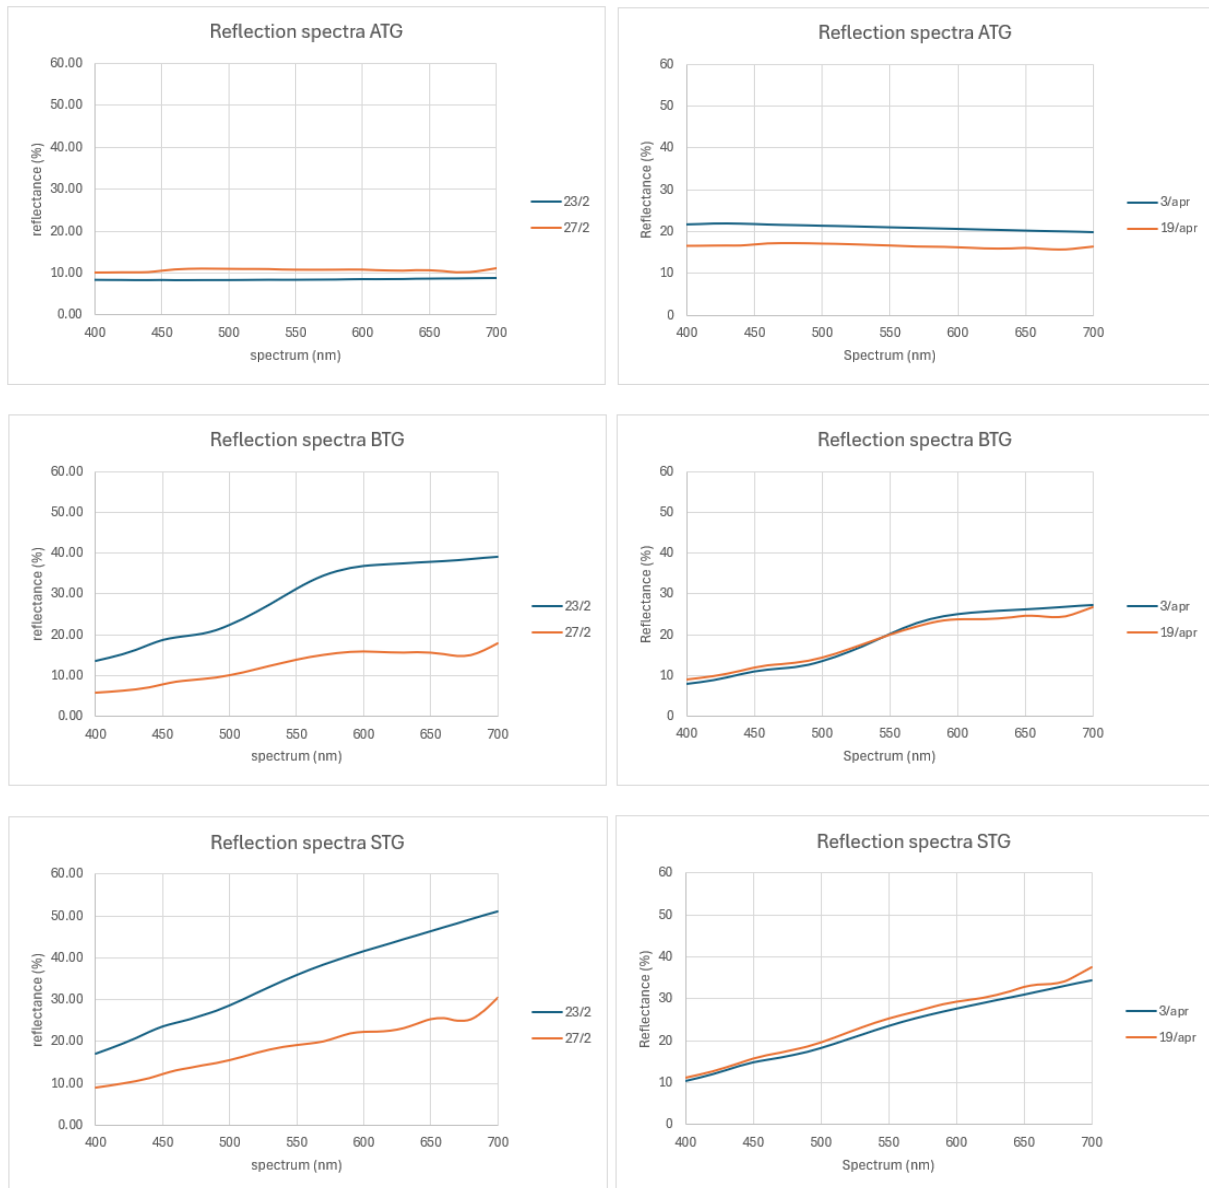 Reflection spectra ATG
60.00
50.00
40.00
30.00
20.00
10.00
0.00
reflectance (%)
400 450 500 550 600 650 700
spectrum (nm)
23/2
27/2
Reflection spectra ATG
60
50
40
30
20
10
0
Reflectance (%)
400 450 500 550 600 650 700
Spectrum (nm)
3/apr
19/apr
Reflection spectra BTG
60.00
50.00
40.00
30.00
20.00
10.00
0.00
reflectance (%)
400 450 500 550 600 650 700
spectrum (nm)
23/2
27/2
Reflection spectra BTG
60
50
40
30
20
10
0
Reflectance (%)
400 450 500 550 600 650 700
Spectrum (nm)
3/apr
19/apr
Reflection spectra STG
60.00
50.00
40.00
30.00
20.00
10.00
0.00
reflectance (%)
400 450 500 550 600 650 700
spectrum (nm)
23/2
27/2
Reflection spectra STG
60
50
40
30
20
10
0
Reflectance (%)
400 450 500 550 600 650 700
Spectrum (nm)
3/apr
19/apr